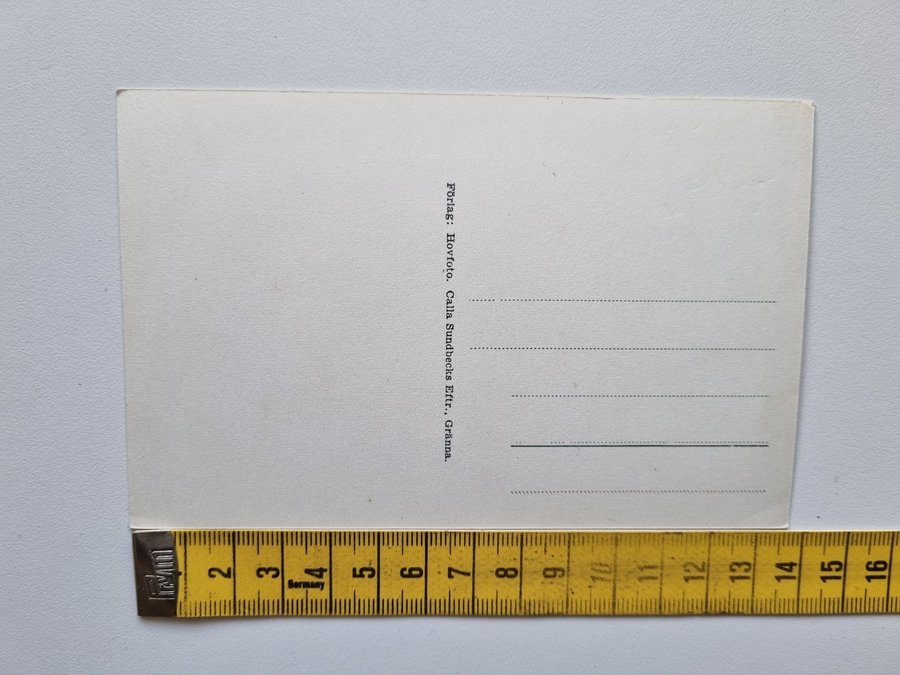 Förlag: Hovfoto. Calla Sundbecks Eftr., Gränna.
2 3 4 5 6 7 8 9 10 11 12 13 14 15 16
Germany